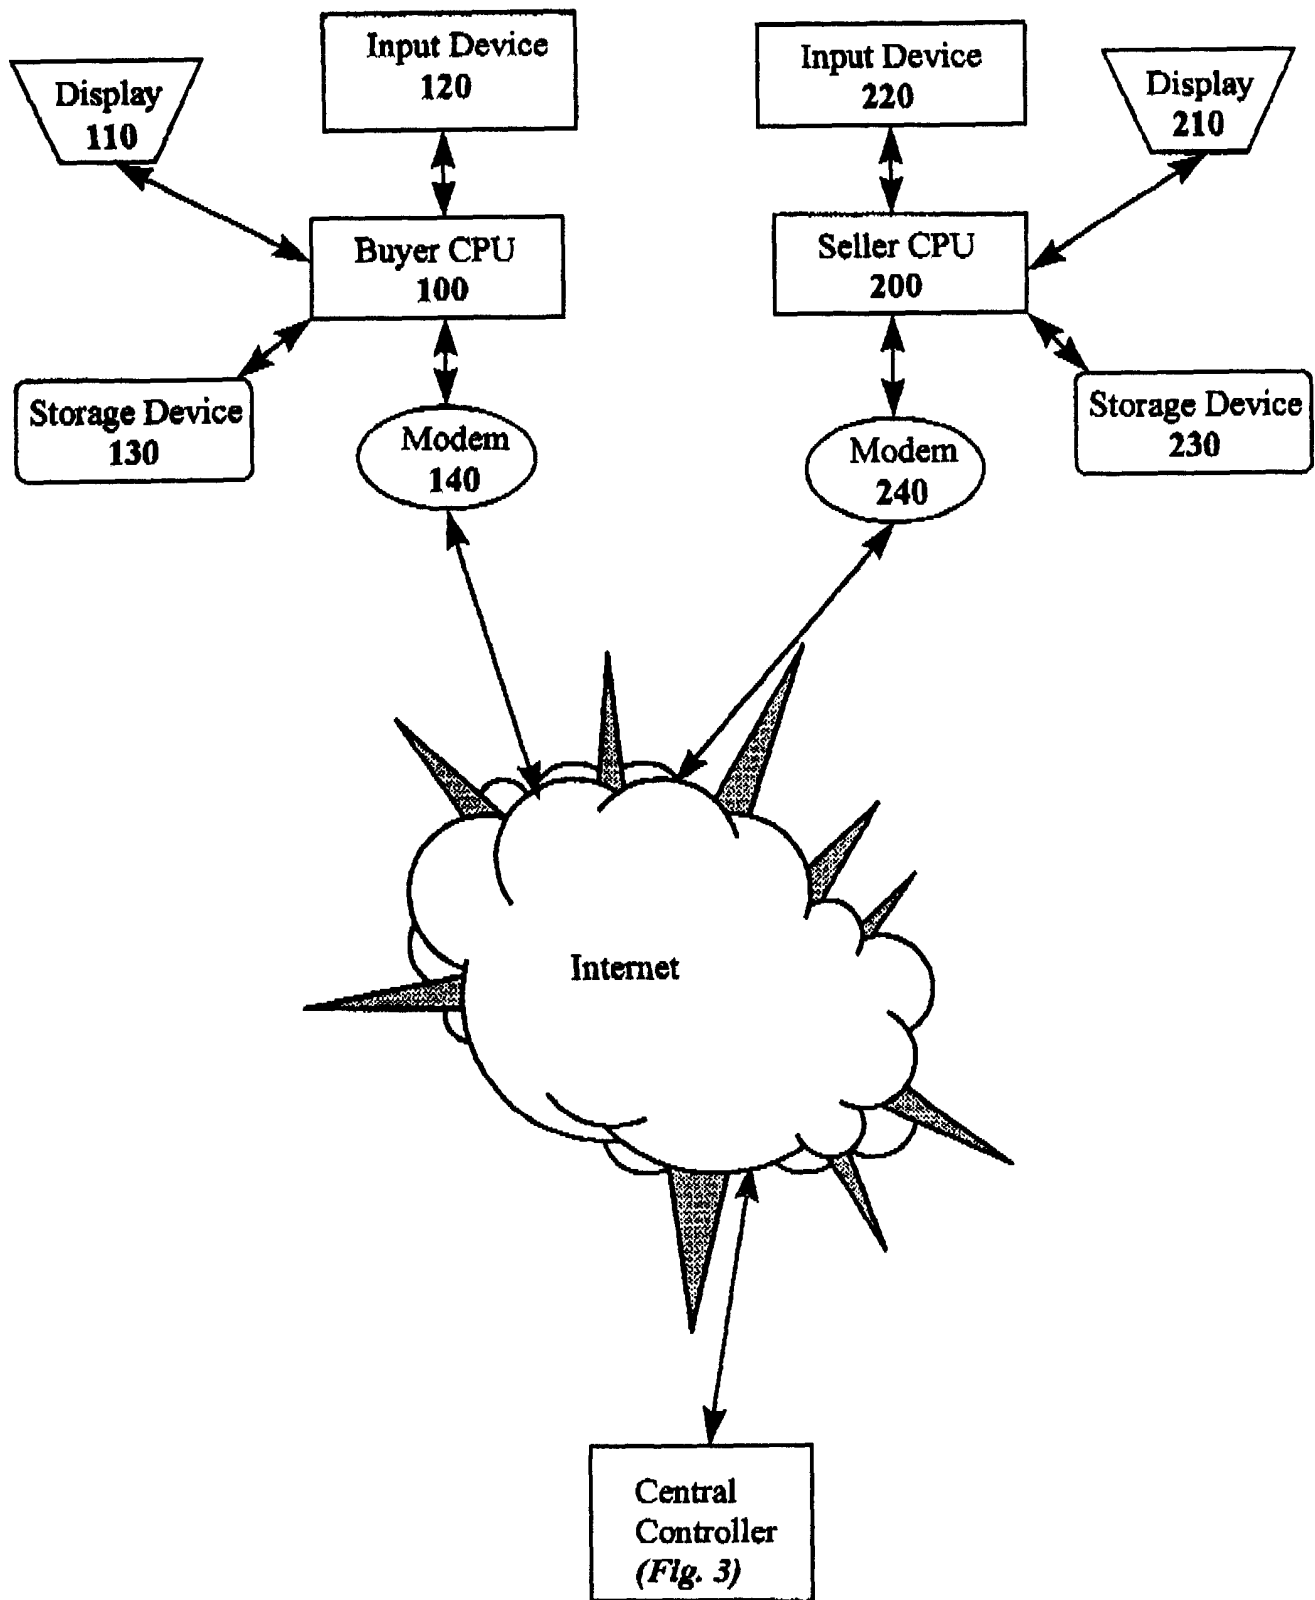 Display
110
Input Device
120
Input Device
220
Display
210
Buyer CPU
100
Seller CPU
200
Storage Device
130
Modem
140
Modem
240
Storage Device
230
Internet
Central
Controller
(Fig. 3)